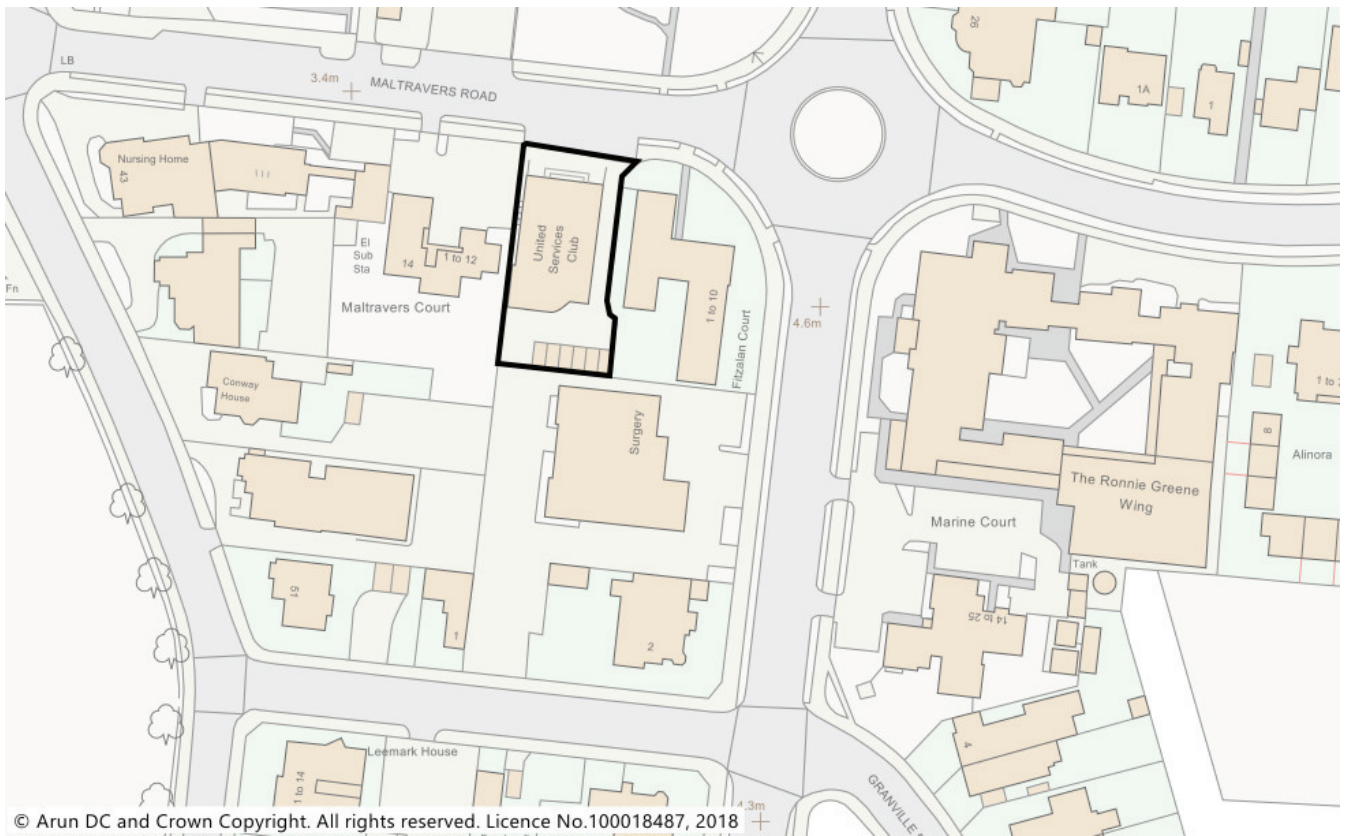 26
LB
3.4m
MALTRAVERS ROAD
1A
1
Nursing Home
43
14
1 to 12
El
Sub
Sta
Maltravers Court
United
Services
Club
1 to 10
Fitzalan Court
4.6m
Fn
Conway
House
Surgery
8
Alinora
The Ronnie Greene
Wing
Marine Court
Tank
51
1
2
14 to 25
4
Leemark House
1 to 14
GRANVILLE
4.3m
© Arun DC and Crown Copyright. All rights reserved. Licence No.100018487, 2018